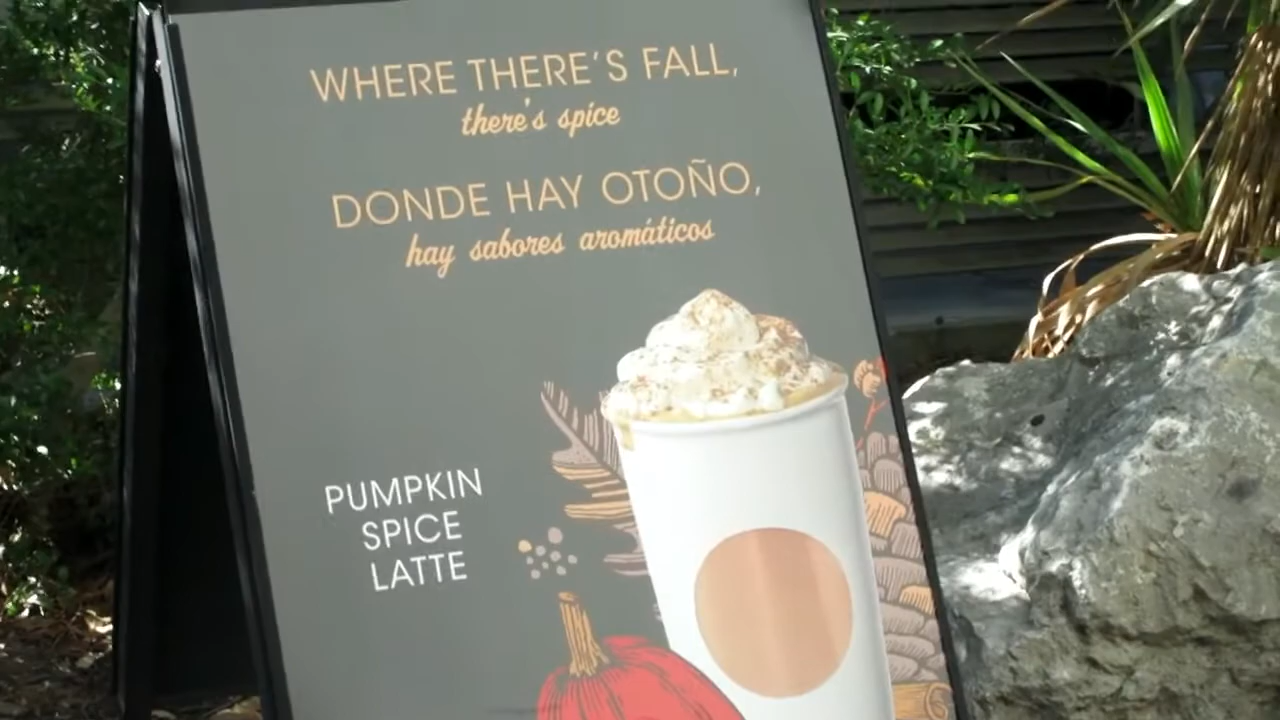 WHERE THERE'S FALL,
there's spice
DONDE HAY OTOÑO,
hay sabores aromáticos
PUMPKIN
SPICE
LATTE